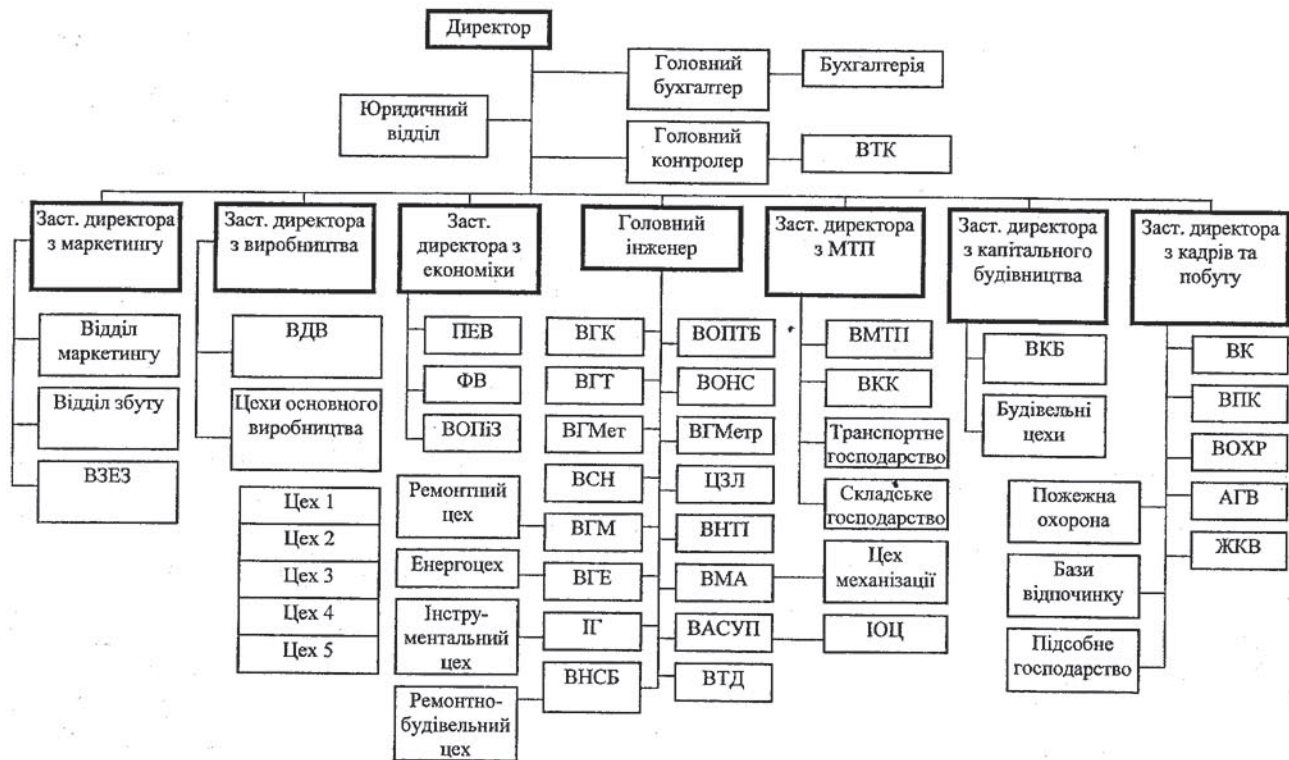 Директор
Головний
бухгалтер
Бухгалтерія
Юридичний
відділ
Головний
контролер
ВТК
Заст. директора
з маркетингу
Відділ
маркетингу
Відділ збуту
ВЗЕЗ
Заст. директора
з виробництва
ВДВ
Цехи основного
виробництва
Цех 1
Цех 2
Цех 3
Цех 4
Цех 5
Заст.
директора з
економіки
ПЕВ
ФВ
ВОПіЗ
Головний
інженер
ВГК
ВГТ
ВГМет
ВСН
ВГМ
ВГЕ
ІГ
ВНСБ
Ремонтний
цех
Енергоцех
Інстру-
ментальний
цех
Ремонтно-
будівельний
цех
ВОПТБ
ВОНС
ВГМетр
ЦЗЛ
ВНТІ
ВМА
ВАСУП
ВТД
Цех
механізації
ІОЦ
Заст. директора
з МТП
ВМТП
ВКК
Транспортне
господарство
Складське
господарство
Заст. директора
з капітального
будівництва
ВКБ
Будівельні
цехи
Заст. директора
з кадрів та
побуту
ВК
ВПК
ВОХР
АГВ
ЖКВ
Пожежна
охорона
Бази
відпочинку
Підсобне
господарство